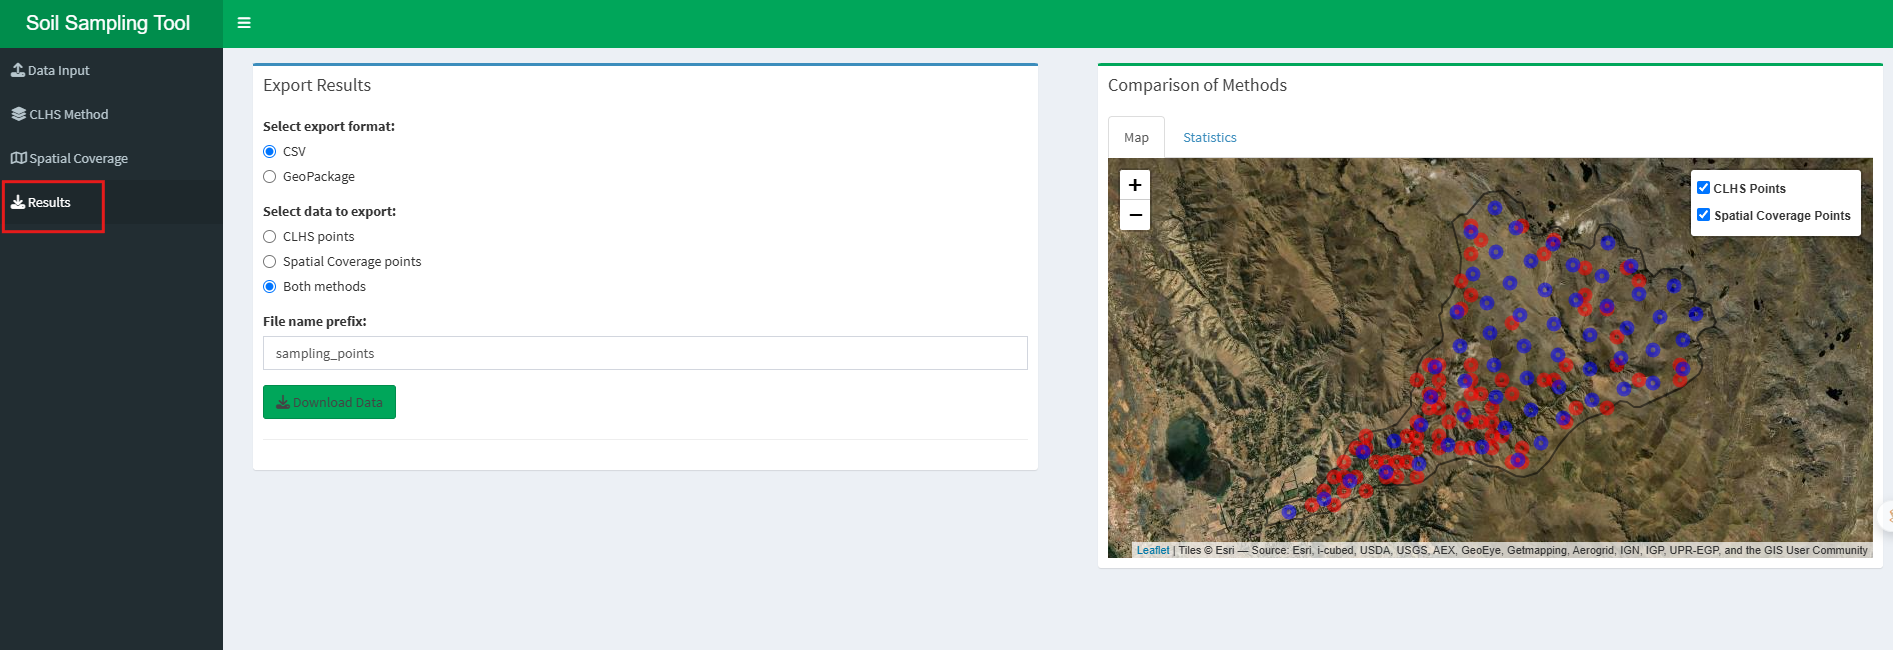 Soil Sampling Tool
Data Input
CLHS Method
Spatial Coverage
Results
Export Results
Select export format:
CSV
GeoPackage
Select data to export:
CLHS points
Spatial Coverage points
Both methods
File name prefix:
sampling_points
Download Data
Comparison of Methods
Map
Statistics
+
−
CLHS Points
Spatial Coverage Points
Leaflet | Tiles © Esri — Source: Esri, i-cubed, USDA, USGS, AEX, GeoEye, Getmapping, Aerogrid, IGN, IGP, UPR-EGP, and the GIS User Community